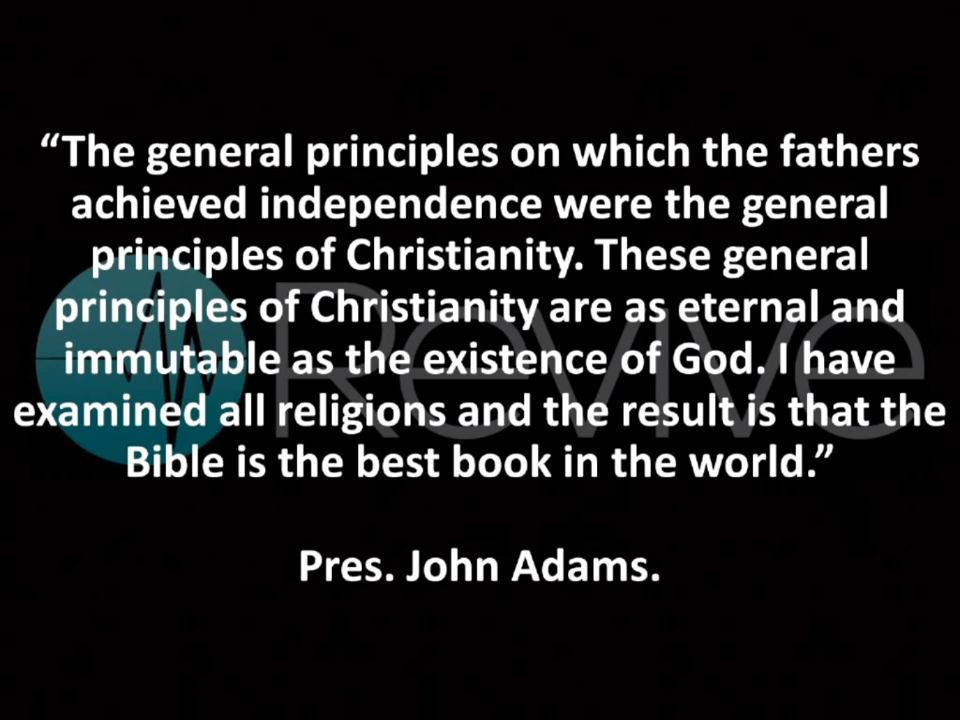 “The general principles on which the fathers
achieved independence were the general
principles of Christianity. These general
principles of Christianity are as eternal and
immutable as the existence of God.  I have
examined all religions and the result is that the
Bible is the best book in the world.”
Pres. John Adams.
Revive